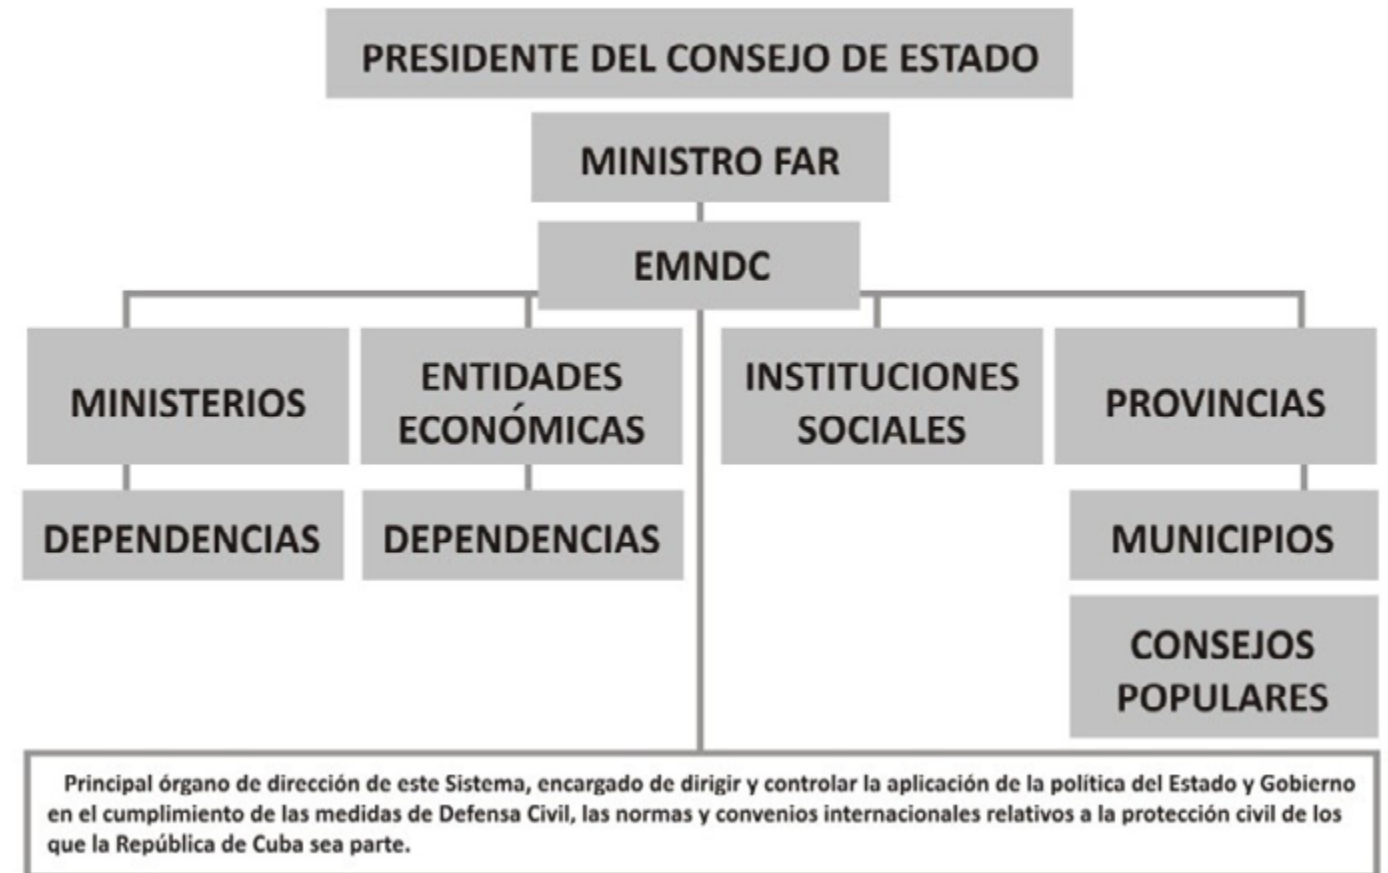 PRESIDENTE DEL CONSEJO DE ESTADO
MINISTRO FAR
EMNDC
MINISTERIOS
ENTIDADES
ECONÓMICAS
INSTITUCIONES
SOCIALES
PROVINCIAS
DEPENDENCIAS
DEPENDENCIAS
MUNICIPIOS
CONSEJOS
POPULARES
Principal órgano de dirección de este Sistema, encargado de dirigir y controlar la aplicación de la política del Estado y Gobierno
en el cumplimiento de las medidas de Defensa Civil, las normas y convenios internacionales relativos a la protección civil de los
que la República de Cuba sea parte.